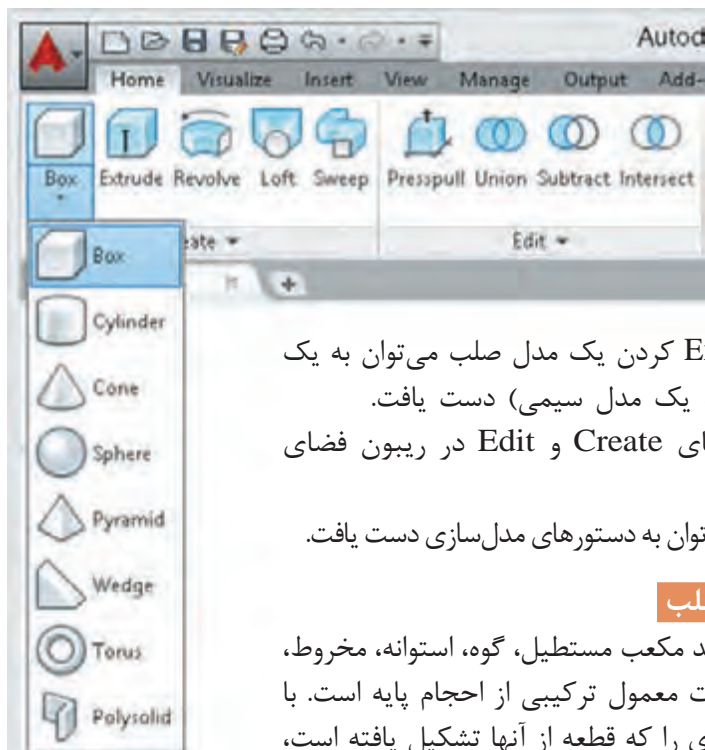 Autod
Home Visualize Insert View Manage Output Add-
Box Extrude Revolve Loft Sweep Presspull Union Subtract Intersect
eate Edit
Box
Cylinder
Cone
Sphere
Pyramid
Wedge
Torus
Polysolid
کردن یک مدل صلب می‌توان به یک
یک مدل سیمی) دست یافت.
ای Create و Edit در ریبون فضای
توان به دستورهای مدل‌سازی دست یافت.
لب
د مکعب مستطیل، گوه، استوانه، مخروط،
ت معمول ترکیبی از احجام پایه است. با
ی را که قطعه از آنها تشکیل یافته است،